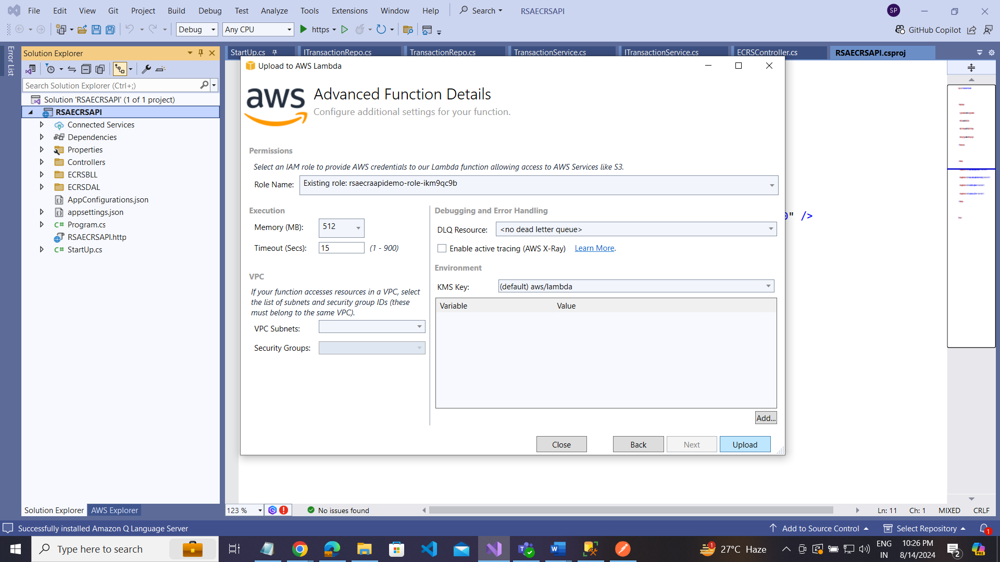 File Edit View Git Project Build Debug Test Analyze Tools Extensions Window Help Search RSAECRSAPI SP
Debug Any CPU https GitHub Copilot
Error List
Solution Explorer
Search Solution Explorer (Ctrl+;)
Solution 'RSAECRSAPI' (1 of 1 project)
RSAECRSAPI
Connected Services
Dependencies
Properties
Controllers
ECRSBLL
ECRSDAL
AppConfigurations.json
appsettings.json
C# Program.cs
RSAECRSAPI.http
C# StartUp.cs
StartUp.cs ITransactionRepo.cs TransactionRepo.cs TransactionService.cs ITransactionService.cs ECRSController.cs RSAECRSAPI.csproj
Upload to AWS Lambda
aws
Advanced Function Details
Configure additional settings for your function.
Permissions
Select an IAM role to provide AWS credentials to our Lambda function allowing access to AWS Services like S3.
Role Name: Existing role: rsaecraapidemo-role-ikm9qc9b
Execution
Memory (MB): 512
Timeout (Secs): 15 (1 - 900)
VPC
If your function accesses resources in a VPC, select
the list of subnets and security group IDs (these
must belong to the same VPC).
VPC Subnets:
Security Groups:
Debugging and Error Handling
DLQ Resource: <no dead letter queue>
Enable active tracing (AWS X-Ray) Learn More.
Environment
KMS Key: (default) aws/lambda
Variable Value
Add...
Close Back Next Upload
" />
Solution Explorer AWS Explorer
123 % No issues found Ln: 11 Ch: 1 MIXED CRLF
Successfully installed Amazon Q Language Server Add to Source Control Select Repository 1
Type here to search 1 27°C Haze ENG IN 10:26 PM 8/14/2024 2 PRE